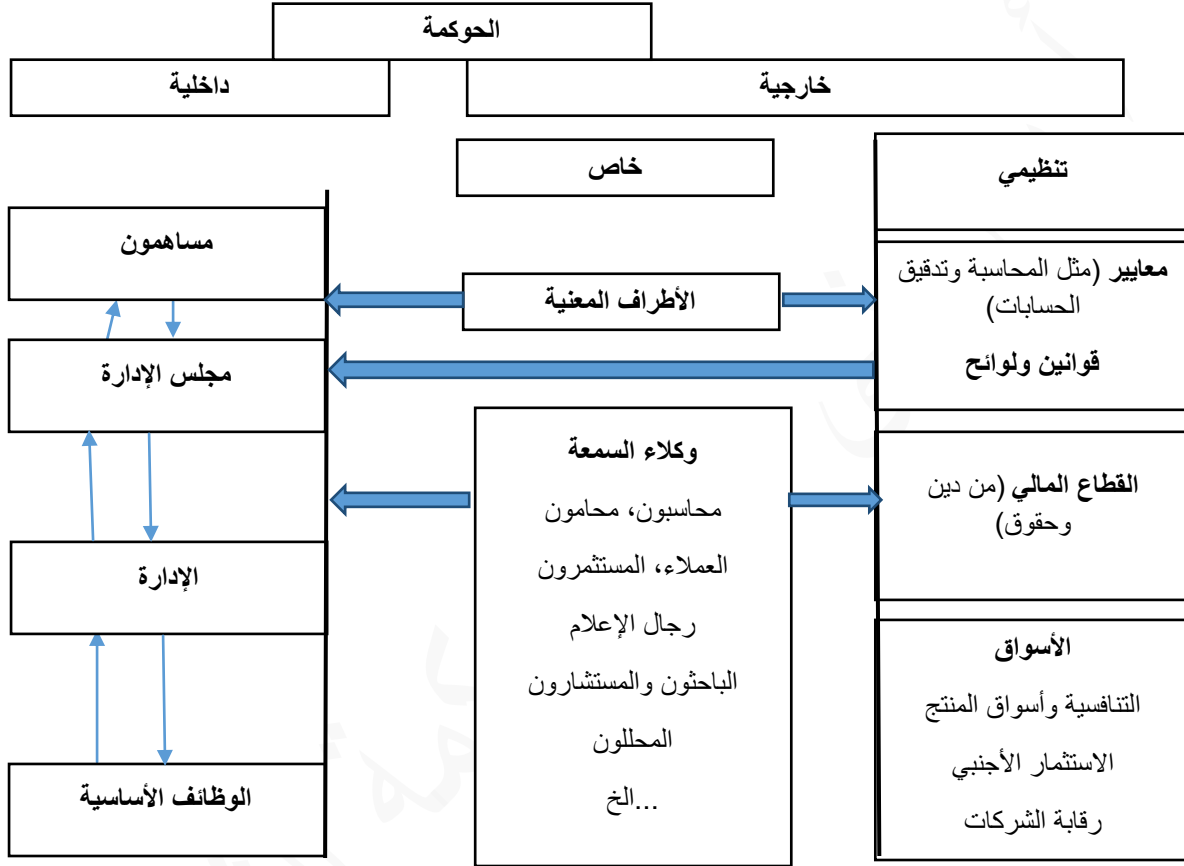 الحوكمة
خارجية
داخلية
تنظيمي
خاص
معايير (مثل المحاسبة وتدقيق
الحسابات)
قوانين ولوائح
القطاع المالي (من دين
وحقوق)
الأسواق
التنافسية وأسواق المنتج
الاستثمار الأجنبي
رقابة الشركات
الأطراف المعنية
وكلاء السمعة
محاسبون، محامون
العملاء، المستثمرون
رجال الإعلام
الباحثون والمستشارون
المحللون
...الخ
مساهمون
مجلس الإدارة
الإدارة
الوظائف الأساسية